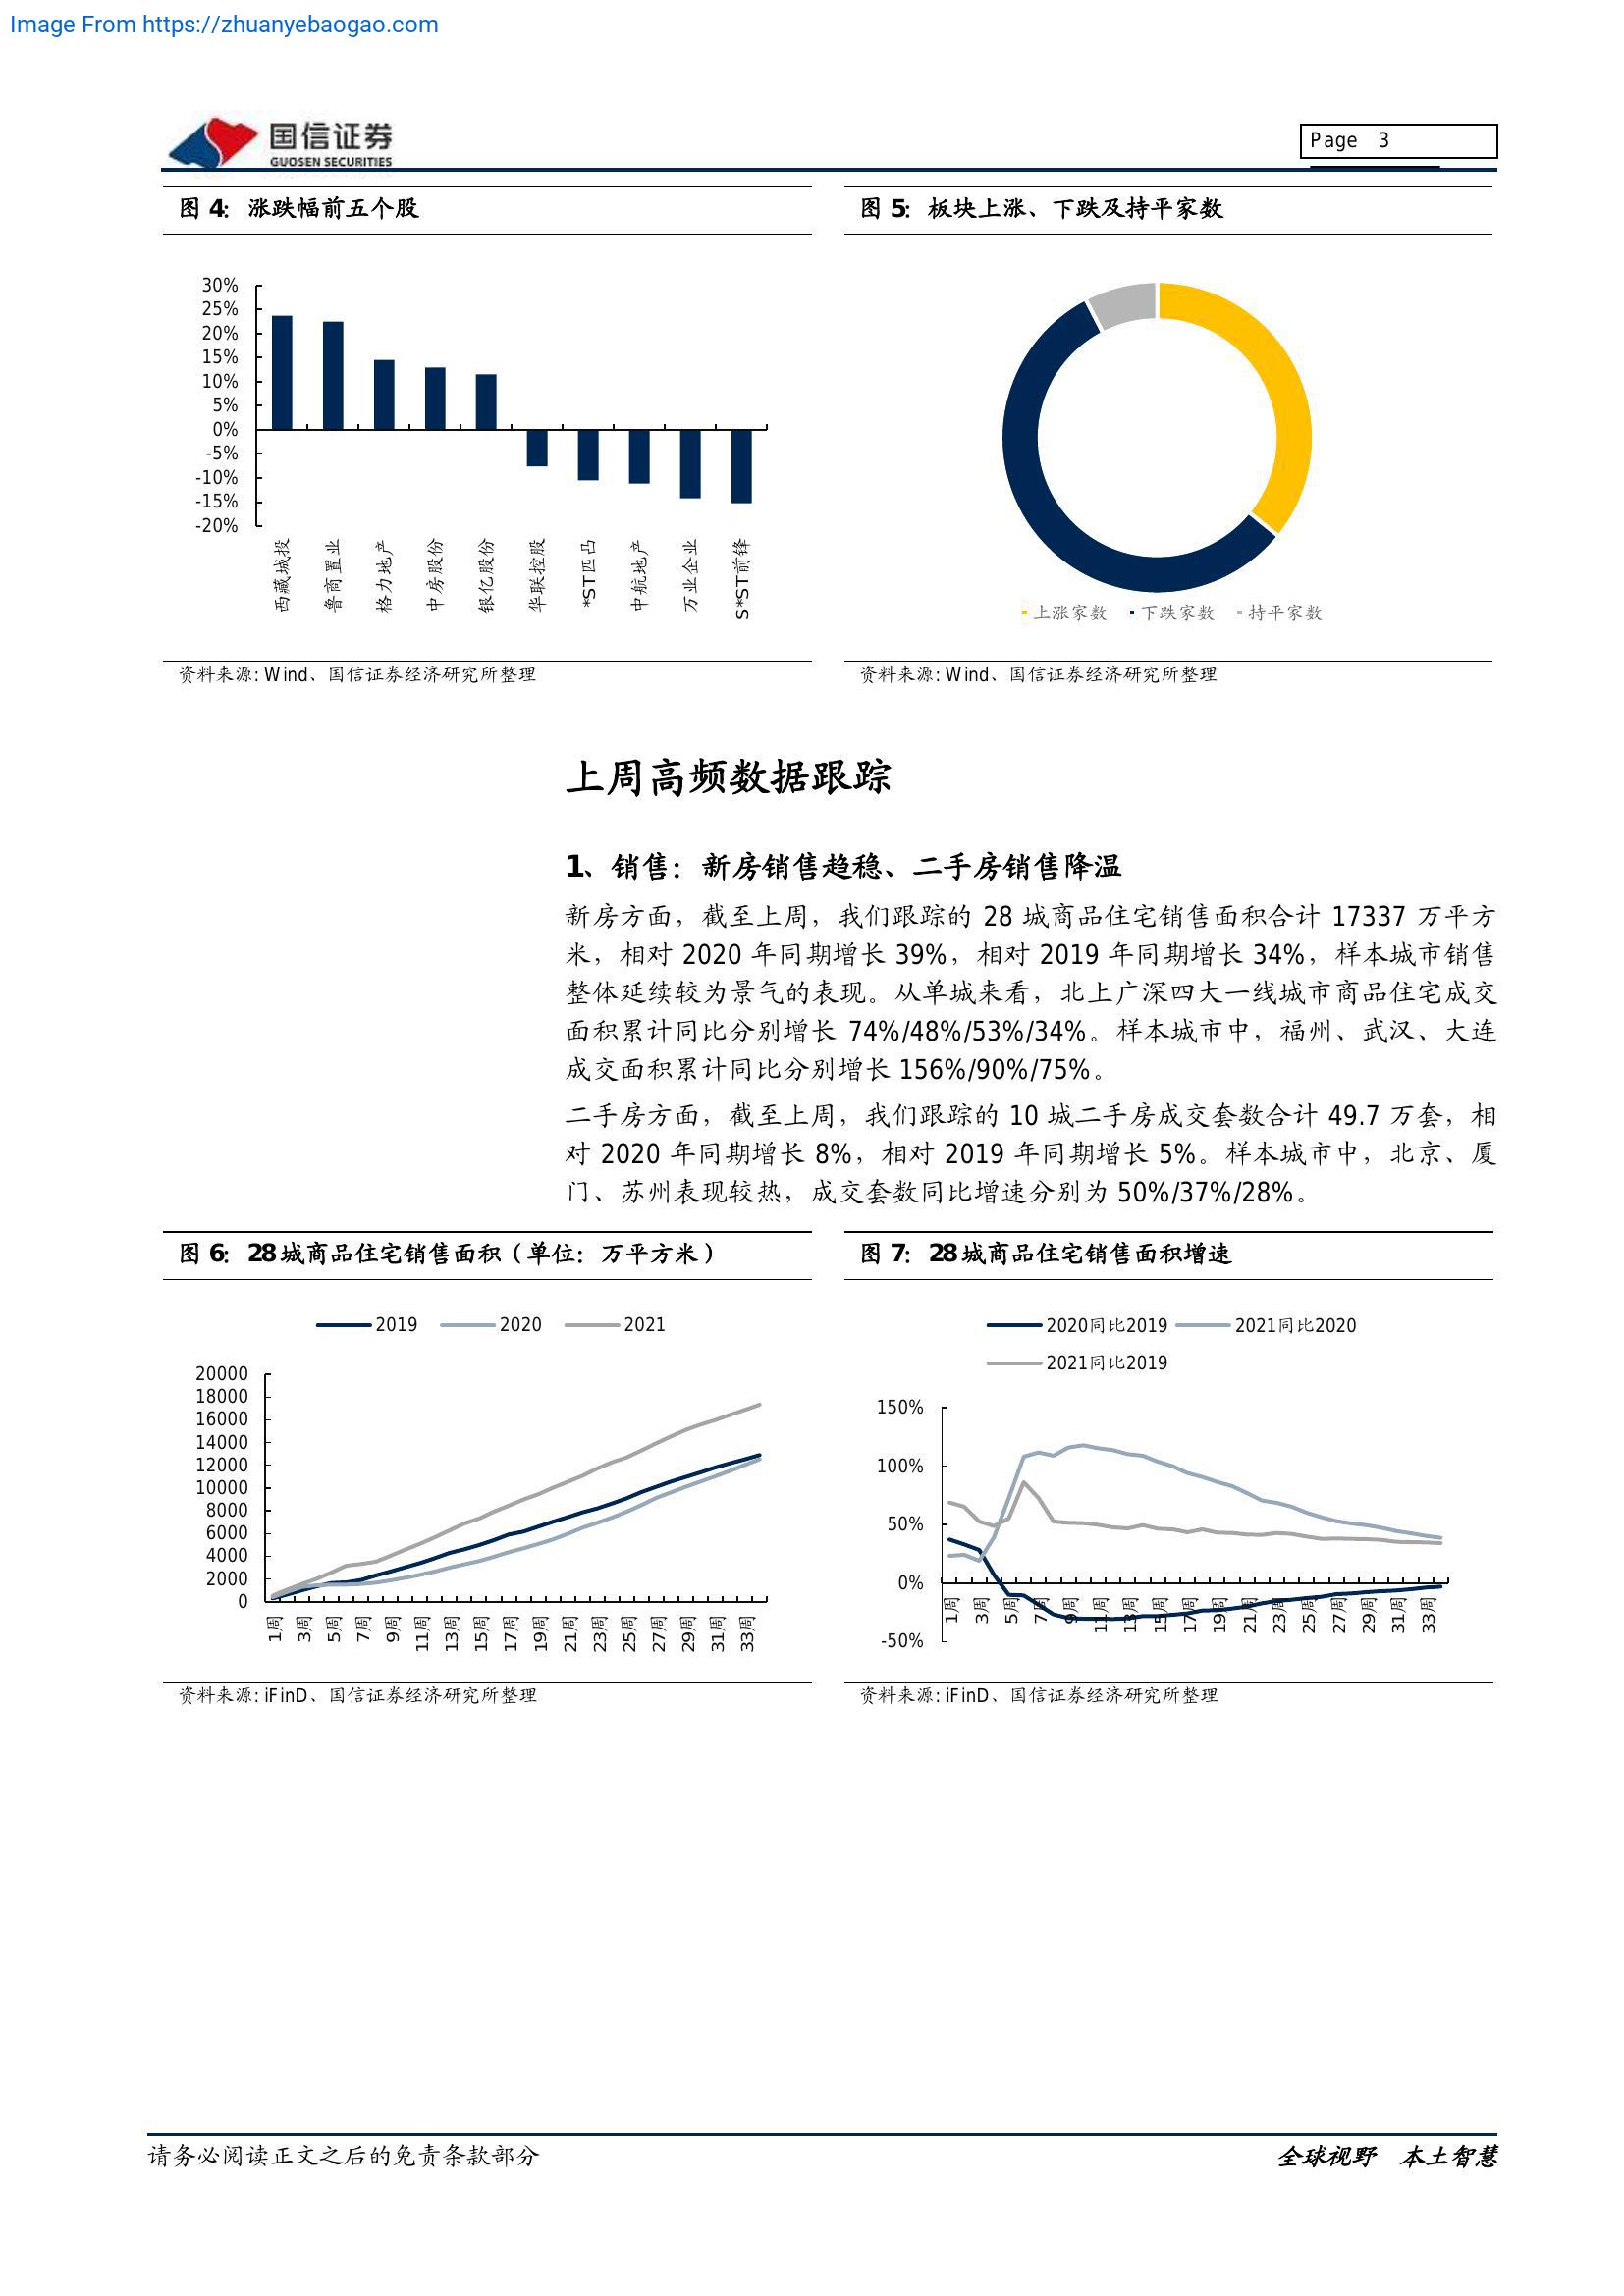 Image From https://zhuanyebaogao.com
国信证券
GUOSEN SECURITIES
Page 3
图 4：涨跌幅前五个股
30%
25%
20%
15%
10%
5%
0%
-5%
-10%
-15%
-20%
西藏城投
鲁商置业
格力地产
中房股份
银亿股份
华联控股
*ST匹凸
中航地产
万业企业
S*ST前锋
资料来源: Wind、国信证券经济研究所整理
图 5：板块上涨、下跌及持平家数
上涨家数 下跌家数 持平家数
资料来源: Wind、国信证券经济研究所整理
上周高频数据跟踪
1、销售：新房销售趋稳、二手房销售降温
新房方面，截至上周，我们跟踪的 28 城商品住宅销售面积合计 17337 万平方
米，相对 2020 年同期增长 39%，相对 2019 年同期增长 34%，样本城市销售
整体延续较为景气的表现。从单城来看，北上广深四大一线城市商品住宅成交
面积累计同比分别增长 74%/48%/53%/34%。样本城市中，福州、武汉、大连
成交面积累计同比分别增长 156%/90%/75%。
二手房方面，截至上周，我们跟踪的 10 城二手房成交套数合计 49.7 万套，相
对 2020 年同期增长 8%，相对 2019 年同期增长 5%。样本城市中，北京、厦
门、苏州表现较热，成交套数同比增速分别为 50%/37%/28%。
图 6：28城商品住宅销售面积（单位：万平方米）
2019 2020 2021
20000
18000
16000
14000
12000
10000
8000
6000
4000
2000
0
1周 3周 5周 7周 9周 11周 13周 15周 17周 19周 21周 23周 25周 27周 29周 31周 33周
资料来源: iFinD、国信证券经济研究所整理
图 7：28城商品住宅销售面积增速
2020同比2019 2021同比2020
2021同比2019
150%
100%
50%
0%
-50%
1周 3周 5周 7周 9周 11周 13周 15周 17周 19周 21周 23周 25周 27周 29周 31周 33周
资料来源: iFinD、国信证券经济研究所整理
请务必阅读正文之后的免责条款部分
全球视野 本土智慧